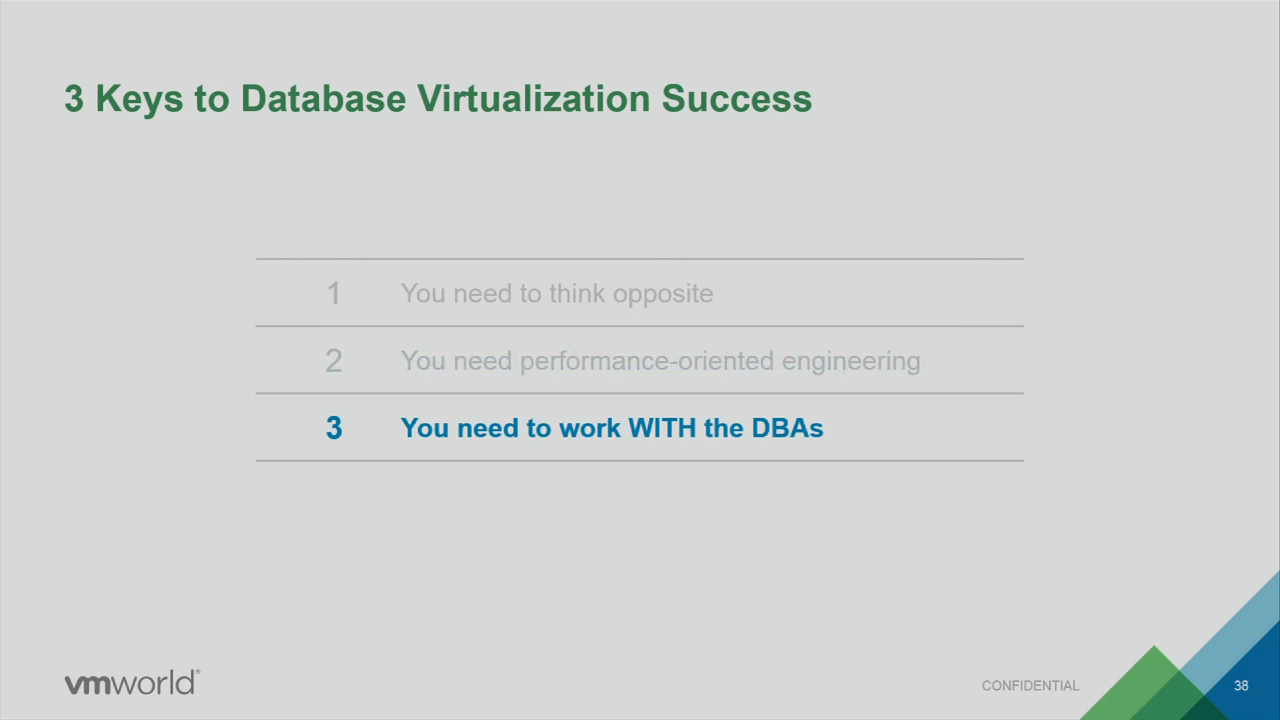 3 Keys to Database Virtualization Success
1 You need to think opposite
2 You need performance-oriented engineering
3 You need to work WITH the DBAs
vmworld®
CONFIDENTIAL 38